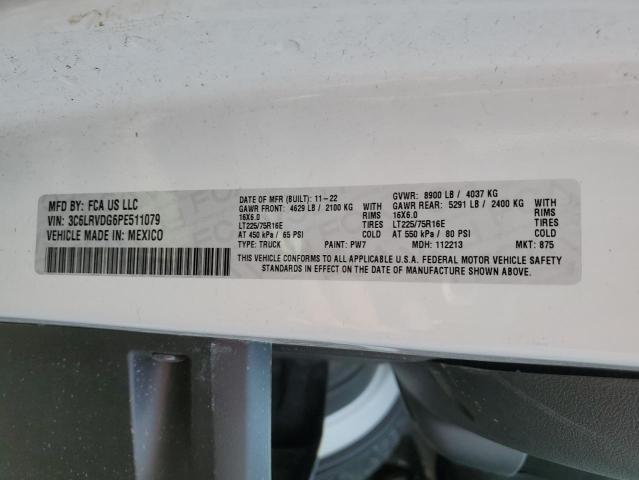 MFD BY: FCA US LLC
VIN: 3C6LRVDG6PE511079
VEHICLE MADE IN: MEXICO
DATE OF MFR (BUILT): 11-22 GVWR: 8900 LB / 4037 KG
GAWR FRONT: 4629 LB / 2100 KG WITH GAWR REAR: 5291 LB / 2400 KG WITH
16X6.0 RIMS 16X6.0 RIMS
LT225/75R16E TIRES LT225/75R16E TIRES
AT 450 kPa / 65 PSI COLD AT 550 kPa / 80 PSI COLD
TYPE: TRUCK PAINT: PW7 MDH: 112213 MKT: 875
THIS VEHICLE CONFORMS TO ALL APPLICABLE U.S.A. FEDERAL MOTOR VEHICLE SAFETY
STANDARDS IN EFFECT ON THE DATE OF MANUFACTURE SHOWN ABOVE.